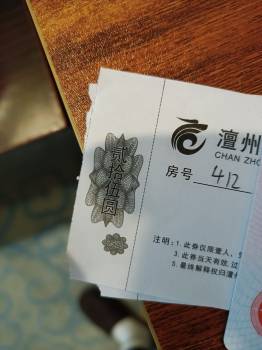 贰拾伍圆
澶州
CHAN ZHO
房号 412
注明：1. 此券仅限登人，
3. 此券当天有效，过
5. 最终解释权归澶